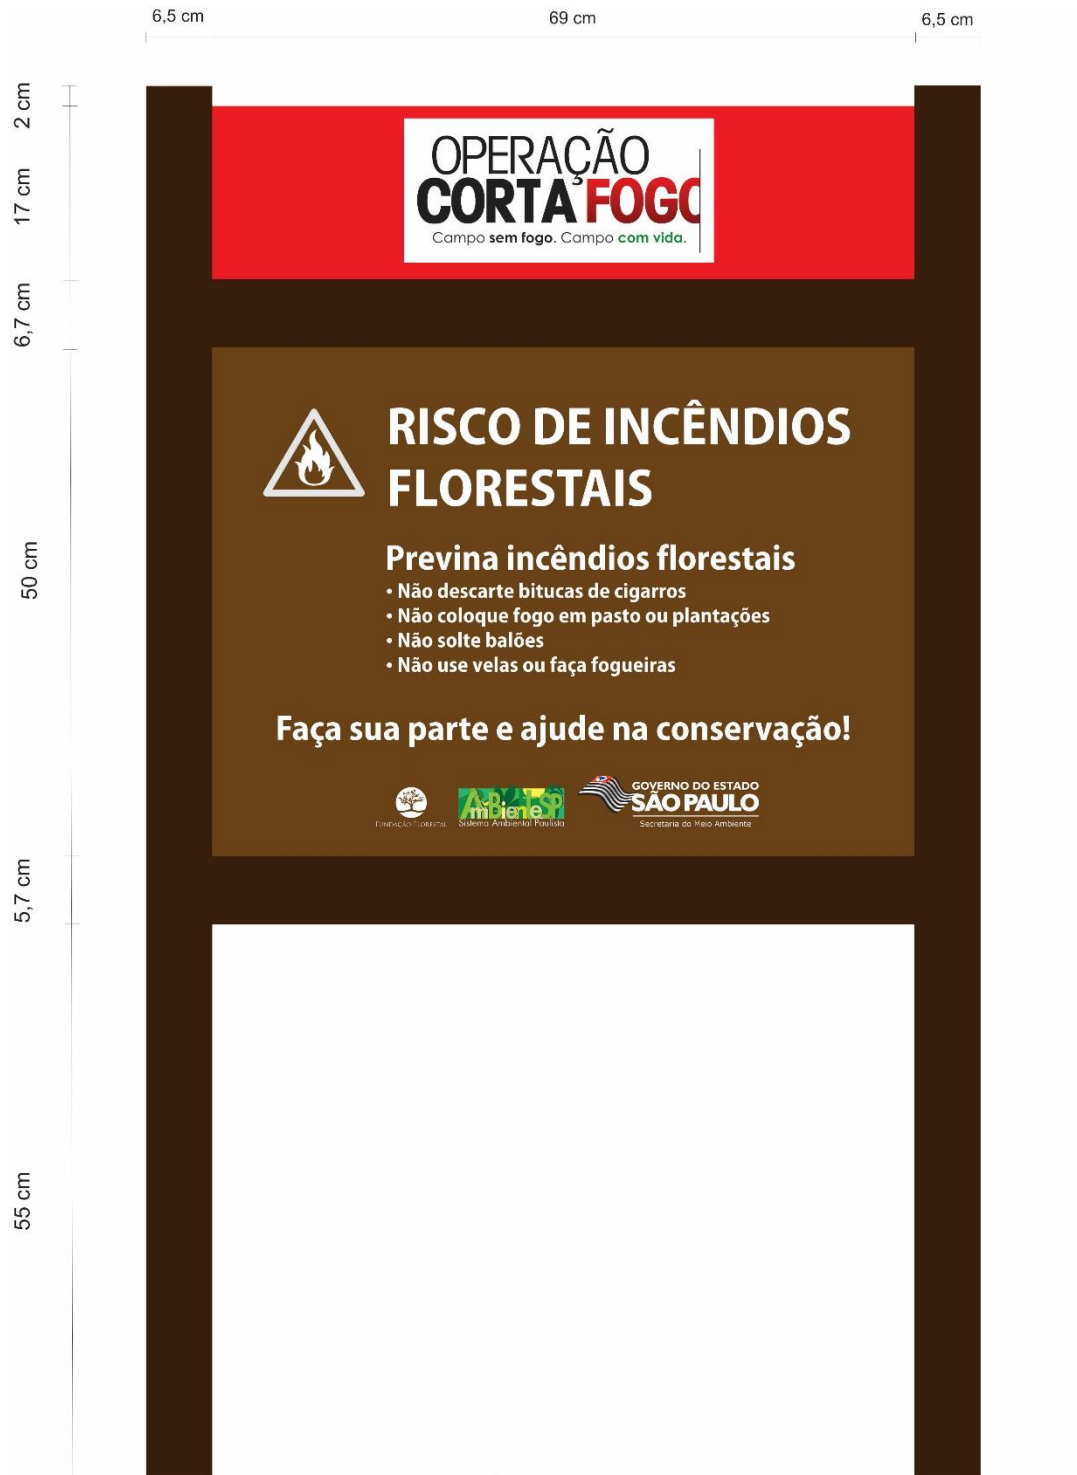 6,5 cm 69 cm 6,5 cm
2 cm
17 cm
6,7 cm
50 cm
5,7 cm
55 cm
OPERAÇÃO
CORTA FOGO
Campo sem fogo. Campo com vida.
RISCO DE INCÊNDIOS
FLORESTAIS
Previna incêndios florestais
• Não descarte bitucas de cigarros
• Não coloque fogo em pasto ou plantações
• Não solte balões
• Não use velas ou faça fogueiras
Faça sua parte e ajude na conservação!
FUNDAÇÃO FLORESTAL
AmBienteSP
Sistema Ambiental Paulista
GOVERNO DO ESTADO
SÃO PAULO
Secretaria do Meio Ambiente